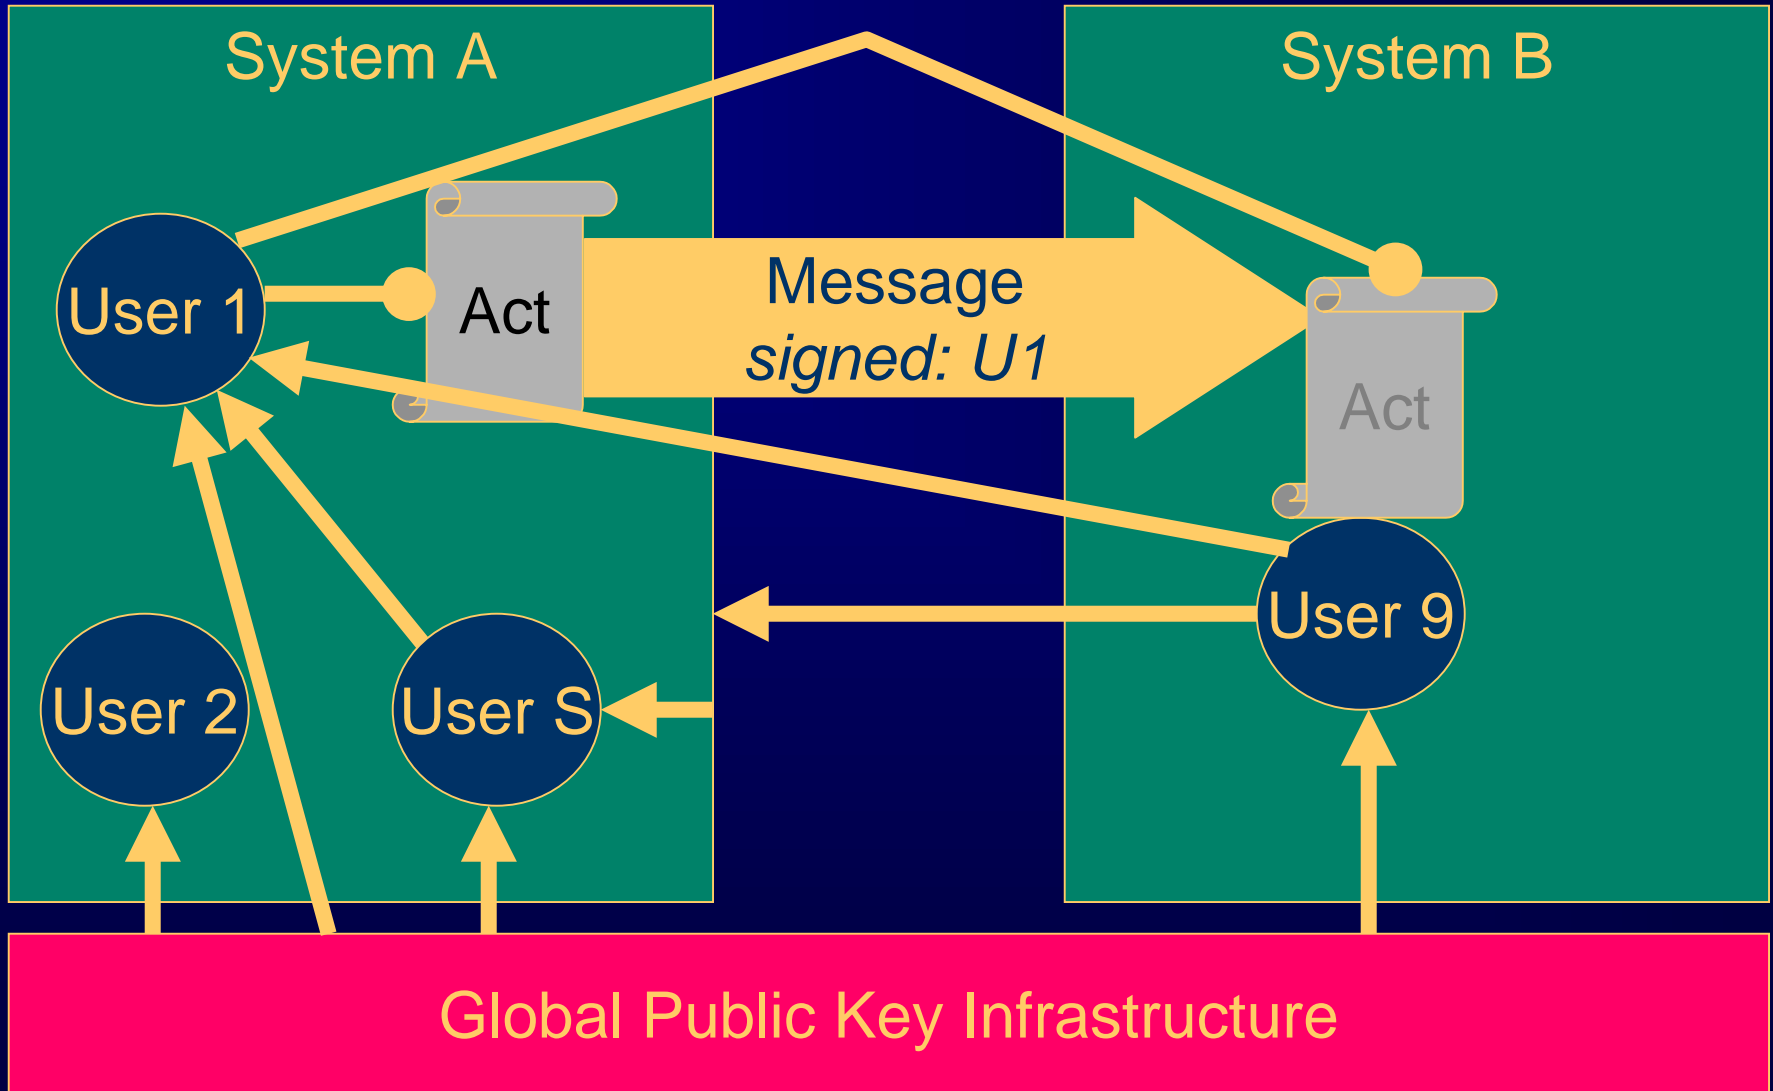 System A
System B
User 1
Act
Message
signed: U1
Act
User 9
User 2
User S
Global Public Key Infrastructure